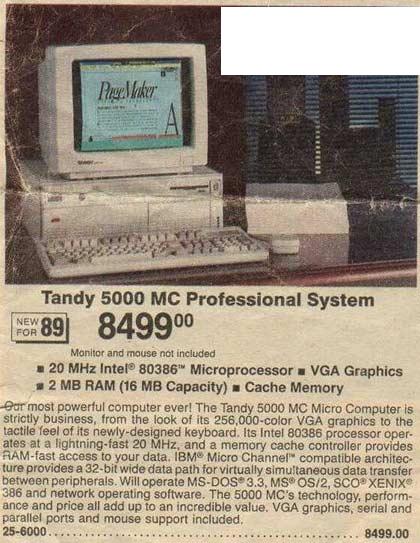 PageMaker
A
TANDY
Tandy 5000 MC Professional System
NEW FOR 89 8499⁰⁰
Monitor and mouse not included
■ 20 MHz Intel® 80386™ Microprocessor ■ VGA Graphics
■ 2 MB RAM (16 MB Capacity) ■ Cache Memory
Our most powerful computer ever! The Tandy 5000 MC Micro Computer is
strictly business, from the look of its 256,000-color VGA graphics to the
tactile feel of its newly-designed keyboard. Its Intel 80386 processor oper-
ates at a lightning-fast 20 MHz, and a memory cache controller provides
RAM-fast access to your data. IBM® Micro Channel™ compatible architec-
ture provides a 32-bit wide data path for virtually simultaneous data transfer
between peripherals. Will operate MS-DOS® 3.3, MS® OS/2, SCO® XENIX®
386 and network operating software. The 5000 MC's technology, perform-
ance and price all add up to an incredible value. VGA graphics, serial and
parallel ports and mouse support included.
25-6000 .......................................................... 8499.00